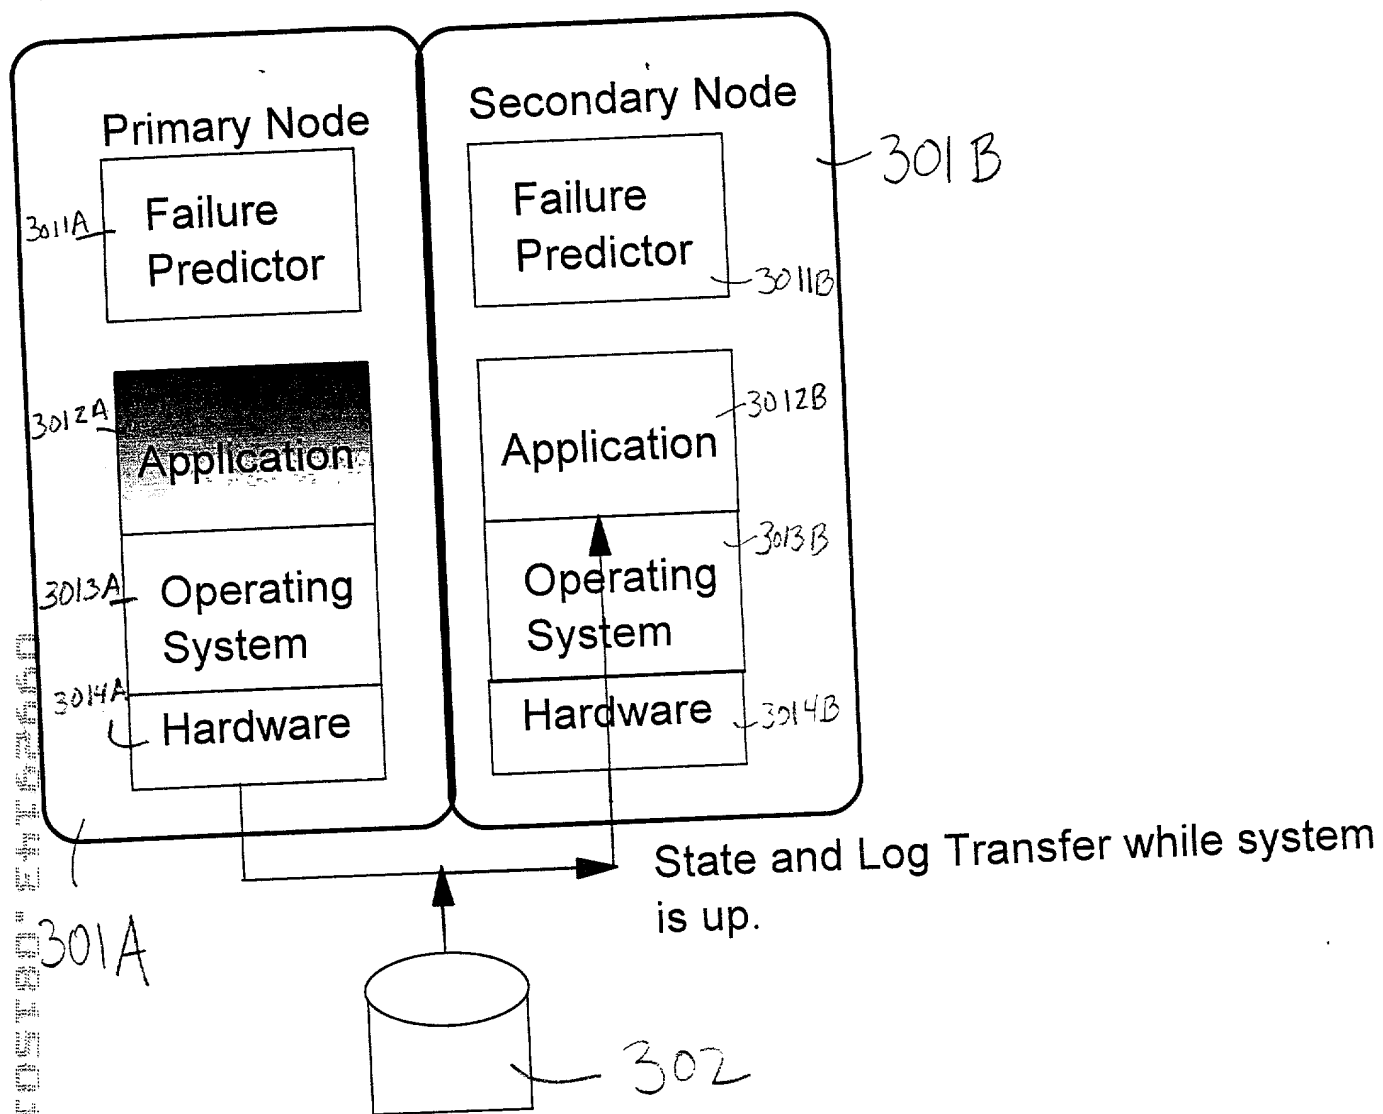 Primary Node
Secondary Node
301B
Failure
Predictor
3011A
Failure
Predictor
3011B
3012A
Application
Application
3012B
3013A
Operating
System
Operating
System
3013B
3014A
Hardware
Hardware
3014B
State and Log Transfer while system
is up.
301A
302